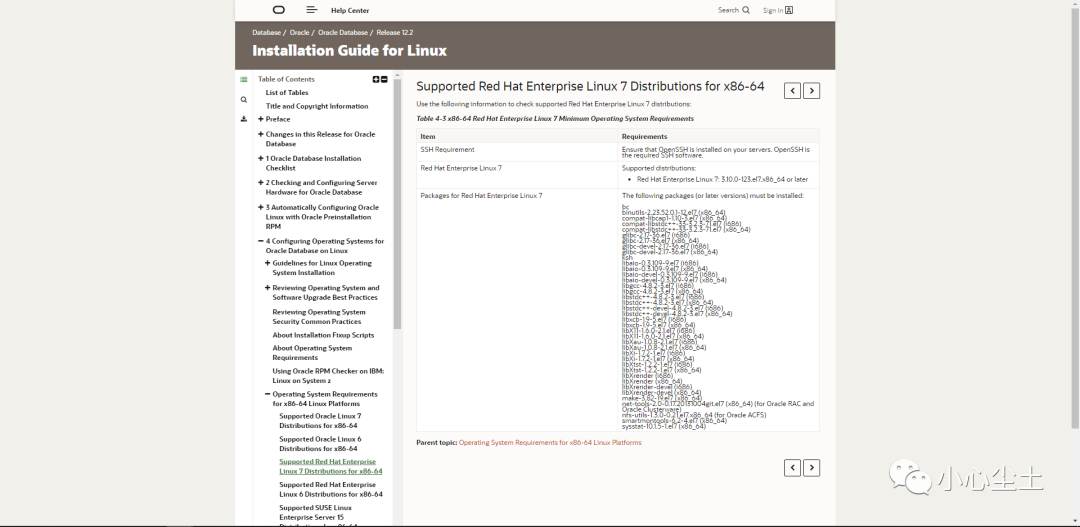 Help Center
Search
Sign In
Database / Oracle / Oracle Database / Release 12.2
Installation Guide for Linux
Table of Contents
List of Tables
Title and Copyright Information
Preface
Changes in this Release for Oracle
Database
1 Oracle Database Installation
Checklist
2 Checking and Configuring Server
Hardware for Oracle Database
3 Automatically Configuring Oracle
Linux with Oracle Preinstallation
RPM
4 Configuring Operating Systems for
Oracle Database on Linux
Guidelines for Linux Operating
System Installation
Reviewing Operating System and
Software Upgrade Best Practices
Reviewing Operating System
Security Common Practices
About Installation Fixup Scripts
About Operating System
Requirements
Using Oracle RPM Checker on IBM:
Linux on System z
Operating System Requirements
for x86-64 Linux Platforms
Supported Oracle Linux 7
Distributions for x86-64
Supported Oracle Linux 6
Distributions for x86-64
Supported Red Hat Enterprise
Linux 7 Distributions for x86-64
Supported Red Hat Enterprise
Linux 6 Distributions for x86-64
Supported SUSE Linux
Enterprise Server 15
Supported Red Hat Enterprise Linux 7 Distributions for x86-64
Use the following information to check supported Red Hat Enterprise Linux 7 distributions:
Table 4-3 x86-64 Red Hat Enterprise Linux 7 Minimum Operating System Requirements
Item
Requirements
SSH Requirement
Ensure that OpenSSH is installed on your servers. OpenSSH is
the required SSH software.
Red Hat Enterprise Linux 7
Supported distributions:
• Red Hat Enterprise Linux 7: 3.10.0-123.el7.x86_64 or later
Packages for Red Hat Enterprise Linux 7
The following packages (or later versions) must be installed:
bc
binutils-2.23.52.0.1-12.el7 (x86_64)
compat-libcap1-1.10-3.el7 (x86_64)
compat-libstdc++-33-3.2.3-71.el7 (i686)
compat-libstdc++-33-3.2.3-71.el7 (x86_64)
glibc-2.17-36.el7 (i686)
glibc-2.17-36.el7 (x86_64)
glibc-devel-2.17-36.el7 (i686)
glibc-devel-2.17-36.el7 (x86_64)
ksh
libaio-0.3.109-9.el7 (i686)
libaio-0.3.109-9.el7 (x86_64)
libaio-devel-0.3.109-9.el7 (i686)
libaio-devel-0.3.109-9.el7 (x86_64)
libgcc-4.8.2-3.el7 (i686)
libgcc-4.8.2-3.el7 (x86_64)
libstdc++-4.8.2-3.el7 (i686)
libstdc++-4.8.2-3.el7 (x86_64)
libstdc++-devel-4.8.2-3.el7 (i686)
libstdc++-devel-4.8.2-3.el7 (x86_64)
libxcb-1.9-5.el7 (i686)
libxcb-1.9-5.el7 (x86_64)
libX11-1.6.0-2.1.el7 (i686)
libX11-1.6.0-2.1.el7 (x86_64)
libXau-1.0.8-2.1.el7 (i686)
libXau-1.0.8-2.1.el7 (x86_64)
libXi-1.7.2-1.el7 (i686)
libXi-1.7.2-1.el7 (x86_64)
libXtst-1.2.2-1.el7 (i686)
libXtst-1.2.2-1.el7 (x86_64)
libXrender (i686)
libXrender (x86_64)
libXrender-devel (i686)
libXrender-devel (x86_64)
make-3.82-19.el7 (x86_64)
net-tools-2.0-0.17.20131004git.el7 (x86_64) (for Oracle RAC and
Oracle Clusterware)
nfs-utils-1.3.0-0.21.el7.x86_64 (for Oracle ACFS)
smartmontools-6.2-4.el7 (x86_64)
sysstat-10.1.5-1.el7 (x86_64)
Parent topic: Operating System Requirements for x86-64 Linux Platforms
小心尘土